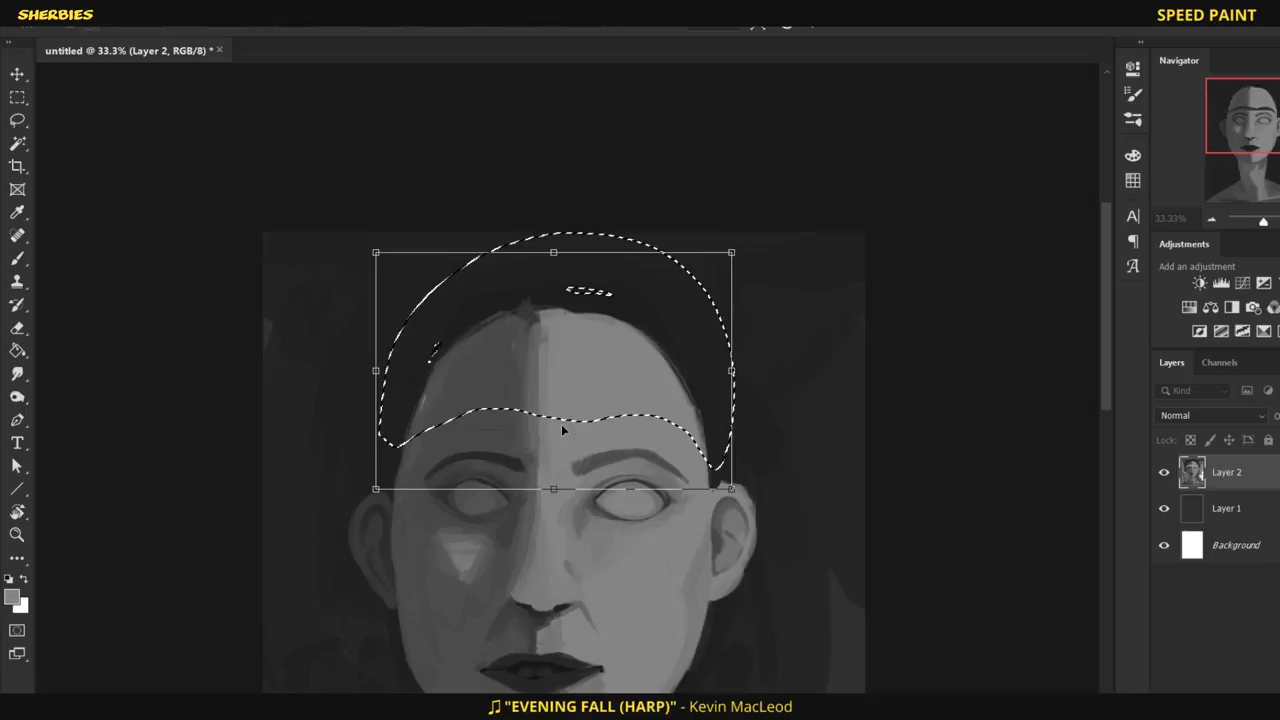 SHERBIES
SPEED PAINT
untitled @ 33.3% (Layer 2, RGB/8) *
Navigator
33.33%
Adjustments
Add an adjustment
Layers
Channels
Kind
Normal
Lock:
Layer 2
Layer 1
Background
♫ "EVENING FALL (HARP)" - Kevin MacLeod